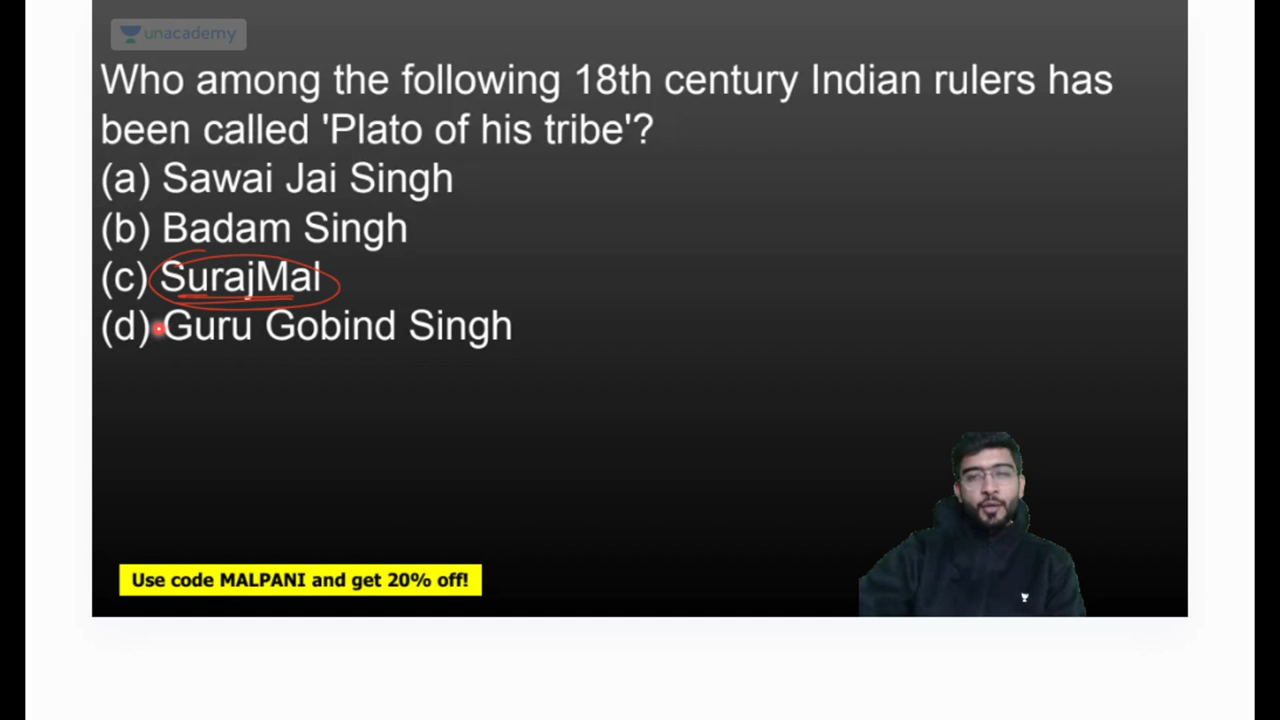 unacademy
Who among the following 18th century Indian rulers has
been called 'Plato of his tribe'?
(a) Sawai Jai Singh
(b) Badam Singh
(c) SurajMal
(d) Guru Gobind Singh
Use code MALPANI and get 20% off!